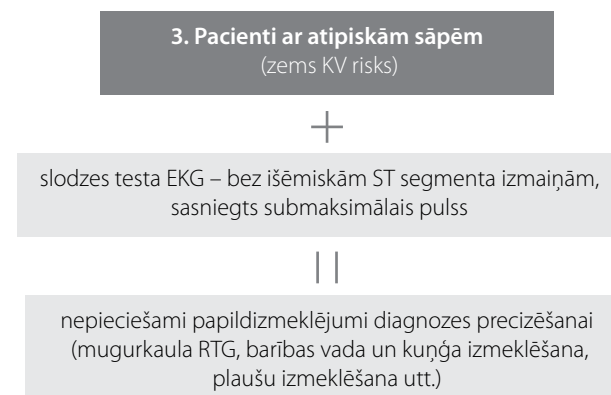 3. Pacienti ar atipiskām sāpēm
(zems KV risks)
+
slodzes testa EKG – bez išēmiskām ST segmenta izmaiņām,
sasniegts submaksimālais pulss
||
nepieciešami papildizmeklējumi diagnozes precizēšanai
(mugurkaula RTG, barības vada un kuņģa izmeklēšana,
plaušu izmeklēšana utt.)